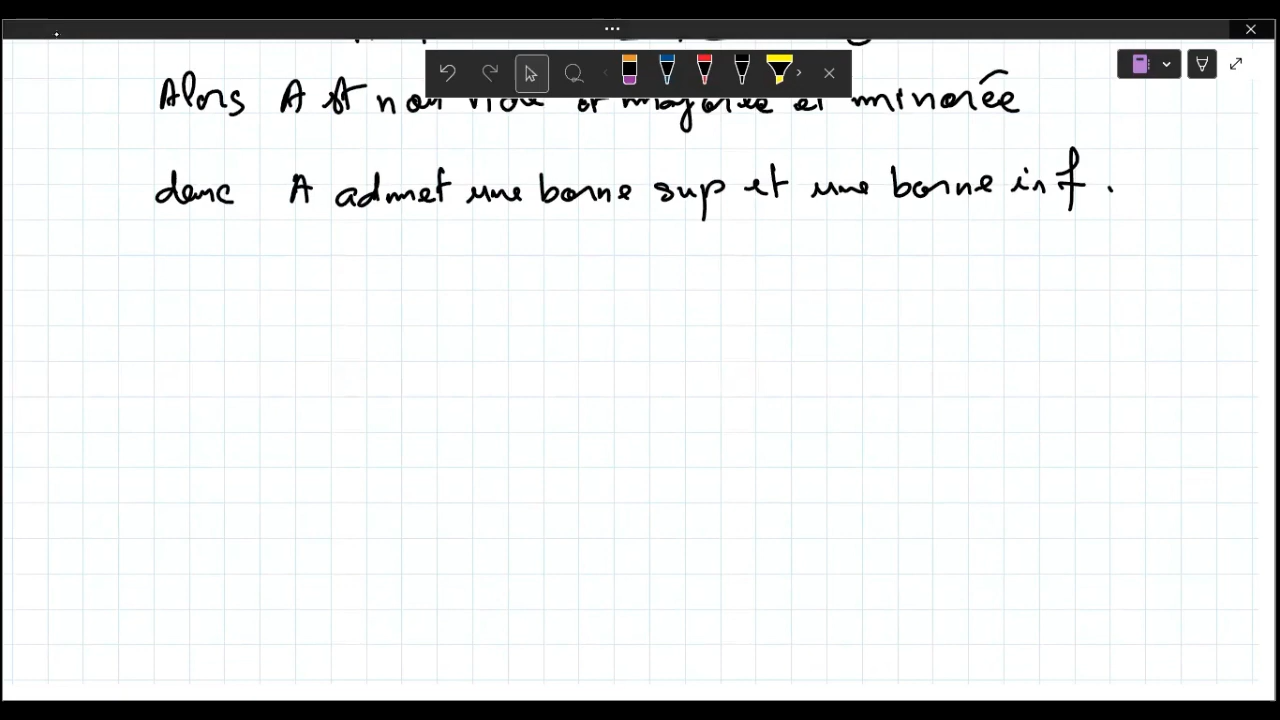 Alors A est non vide et majorée et minorée
donc A admet une borne sup et une borne inf.